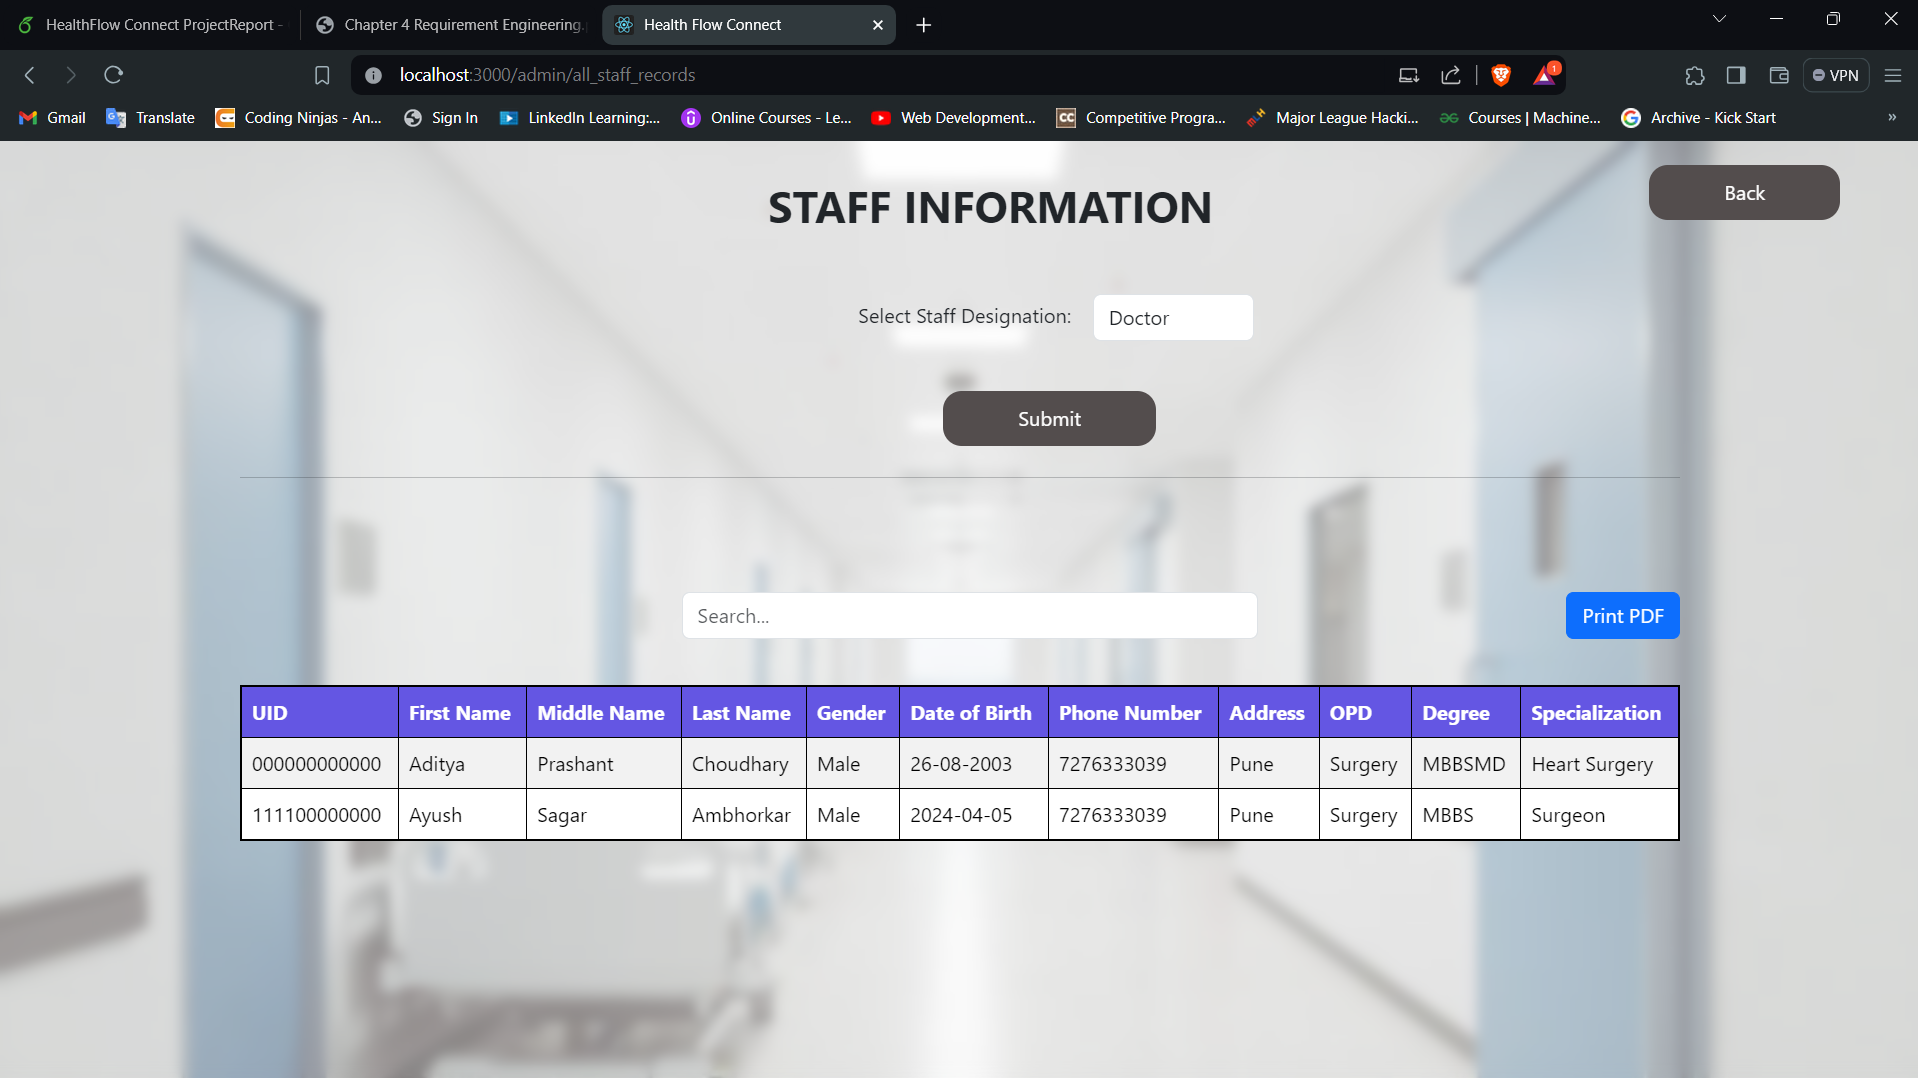 HealthFlow Connect ProjectReport -
Chapter 4 Requirement Engineering.
Health Flow Connect
localhost:3000/admin/all_staff_records
1
VPN
Gmail
Translate
Coding Ninjas - An...
Sign In
LinkedIn Learning:...
Online Courses - Le...
Web Development...
CC
Competitive Progra...
Major League Hacki...
Courses | Machine...
Archive - Kick Start
»
STAFF INFORMATION
Back
Select Staff Designation:
Doctor
Submit
Search...
Print PDF
UID First Name Middle Name Last Name Gender Date of Birth Phone Number Address OPD Degree Specialization
000000000000 Aditya Prashant Choudhary Male 26-08-2003 7276333039 Pune Surgery MBBSMD Heart Surgery
111100000000 Ayush Sagar Ambhorkar Male 2024-04-05 7276333039 Pune Surgery MBBS Surgeon